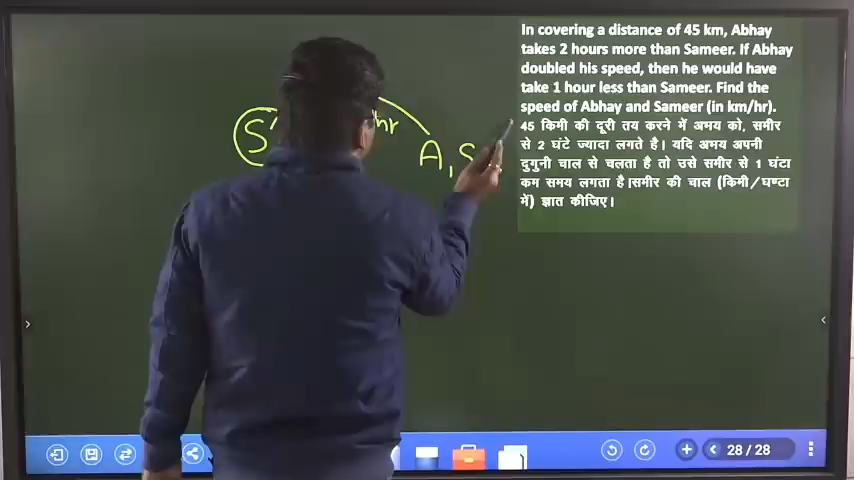 In covering a distance of 45 km, Abhay
takes 2 hours more than Sameer. If Abhay
doubled his speed, then he would have
take 1 hour less than Sameer. Find the
speed of Abhay and Sameer (in km/hr).
45 किमी की दूरी तय करने में अभय को, समीर
से 2 घंटे ज्यादा लगते है। यदि अभय अपनी
दुगुनी चाल से चलता है तो उसे समीर से 1 घंटा
कम समय लगता है।समीर की चाल (किमी/घण्टा
में) ज्ञात कीजिए।
S hr A, S
28 / 28